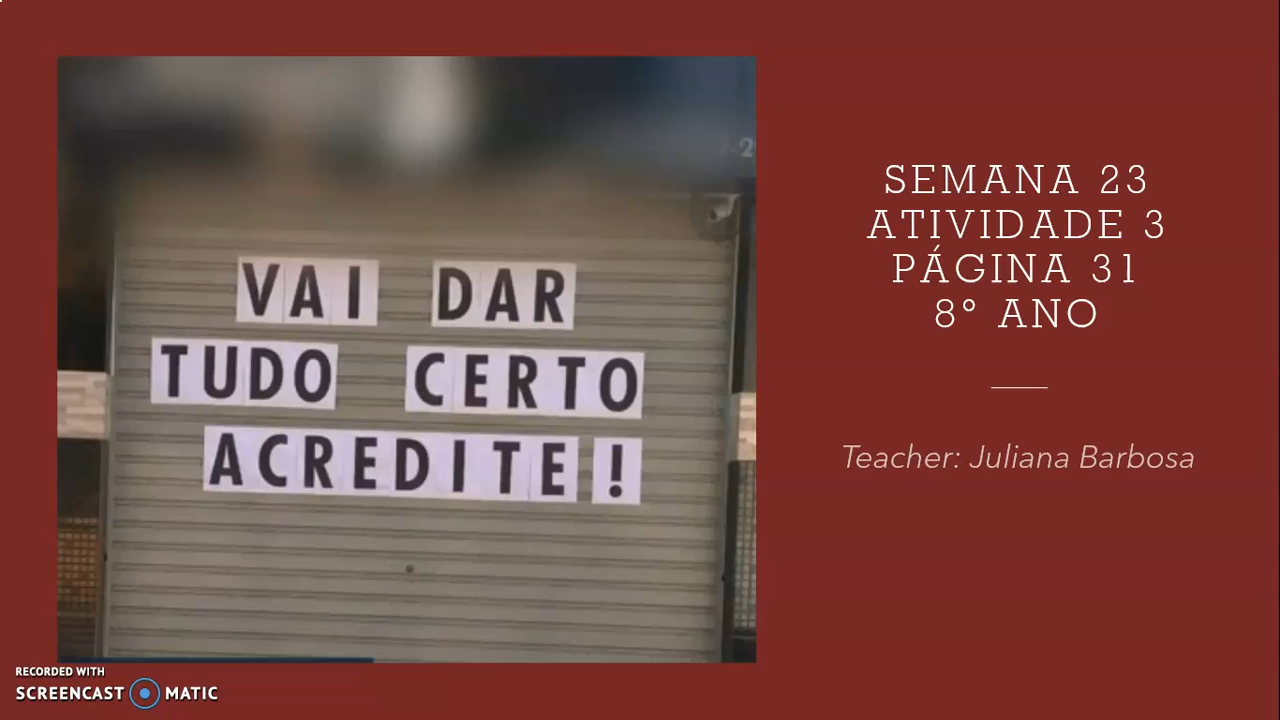 VAI DAR
TUDO CERTO
ACREDITE!
SEMANA 23
ATIVIDADE 3
PÁGINA 31
8º ANO
Teacher: Juliana Barbosa
RECORDED WITH
SCREENCAST MATIC